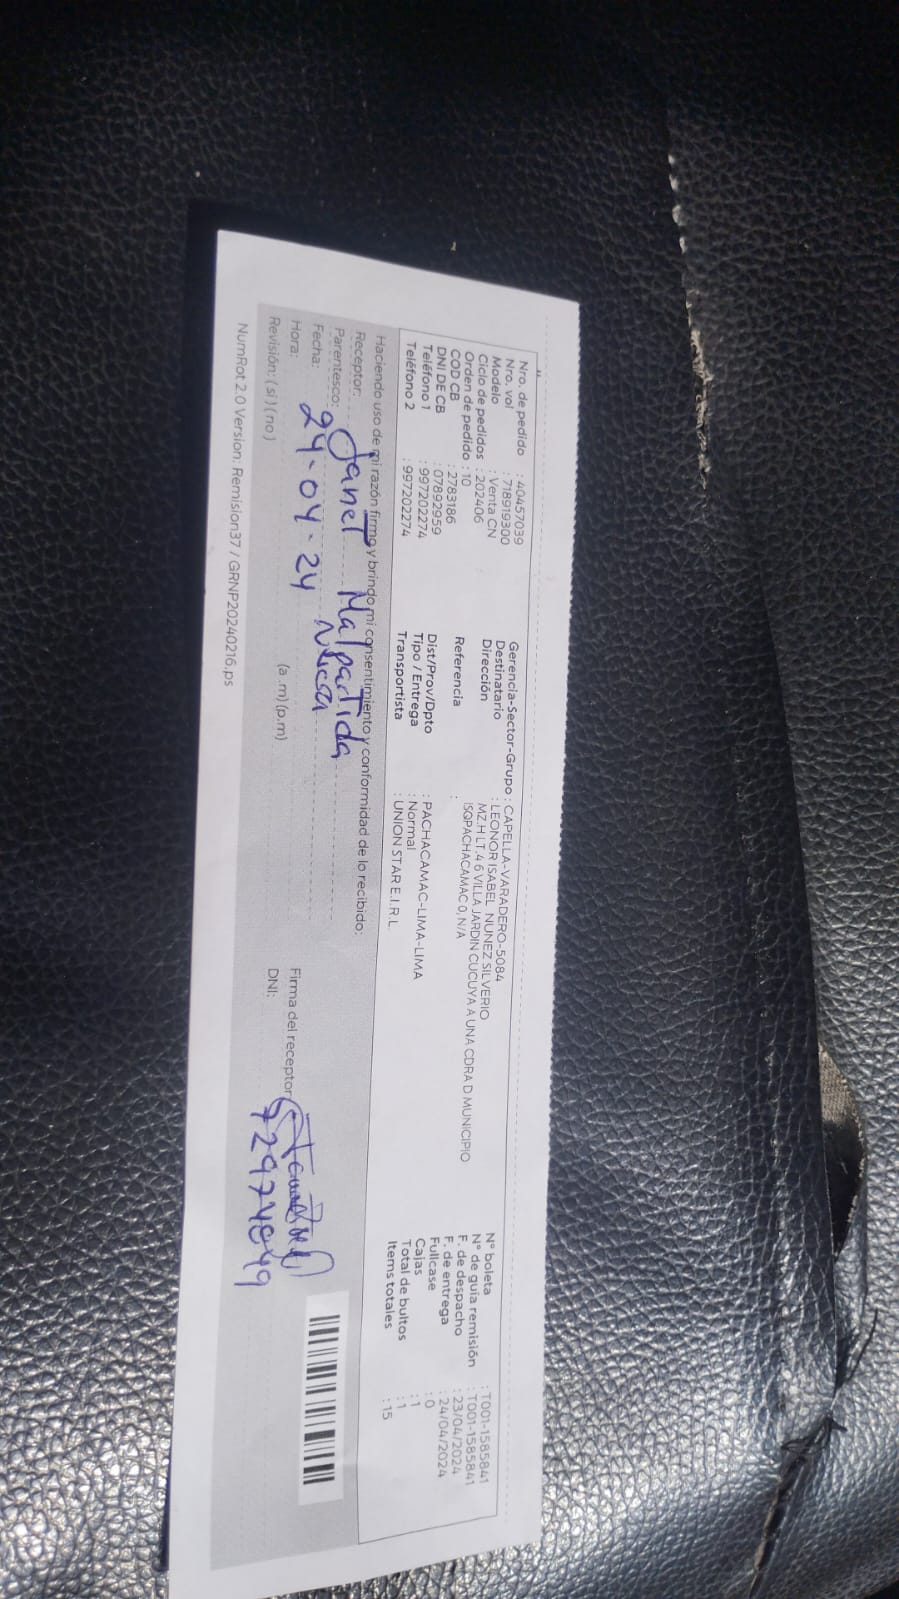 Nro. de pedido : 40457039
Nro. vol : 718919300
Modelo : Venta CN
Ciclo de pedidos : 202406
Orden de pedido : 10
COD CB : 2783186
DNI DE CB : 07892959
Teléfono 1 : 997202274
Teléfono 2 : 997202274
Gerencia-Sector-Grupo : CAPELLA-VARADERO-5084
Destinatario : LEONOR ISABEL NUNEZ SILVERIO
Dirección : MZ.H LT.4 6 VILLA JARDIN CUCUYA A UNA CDRA D MUNICIPIO
ISQPACHACAMAC 0, N/A
Referencia :
Dist/Prov/Dpto : PACHACAMAC-LIMA-LIMA
Tipo / Entrega : Normal
Transportista : UNION STAR E.I.R.L
N° boleta : T001-1585841
N° de guia remisión : T001-1585841
F. de despacho : 23/04/2024
F. de entrega : 24/04/2024
Fullcase : 0
Cajas : 1
Total de bultos : 1
Items totales : 15
Haciendo uso de mi razón firmo y brindo mi consentimiento y conformidad de lo recibido:
Receptor: Janet Malpartida
Parentesco:
Fecha: 24-04-24
Hora: (a.m) (p.m)
Revisión: (si) (no)
Firma del receptor
DNI: 72974849
NumRot 2.0 Version: Remision37 / GRNP20240216.ps